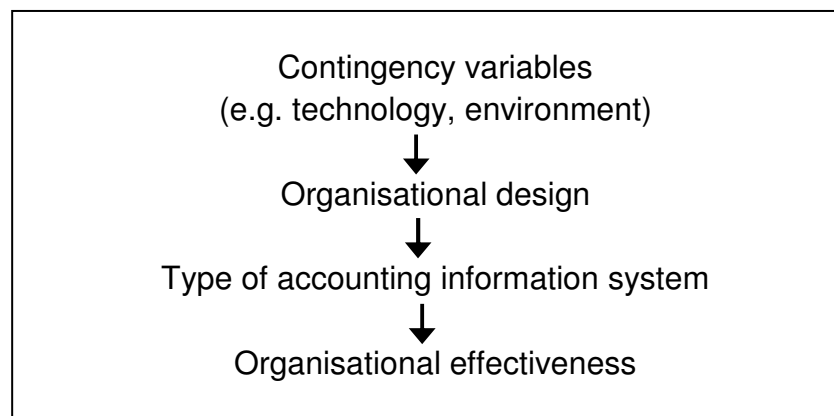 Contingency variables
(e.g. technology, environment)
Organisational design
Type of accounting information system
Organisational effectiveness